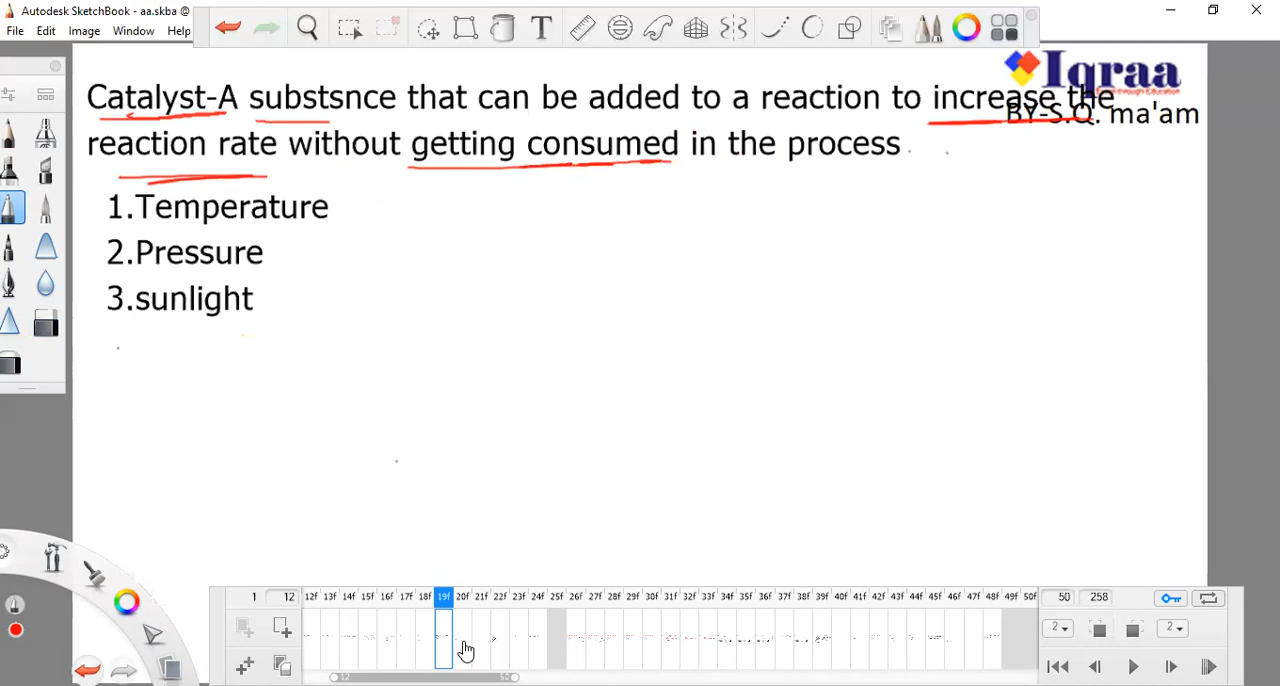 Autodesk SketchBook - aa.skba @
File Edit Image Window Help
Iqraa
Catalyst-A substsnce that can be added to a reaction to increase the
BY-S.Q. ma'am
reaction rate without getting consumed in the process
1.Temperature
2.Pressure
3.sunlight
1 12 12f 13f 14f 15f 16f 17f 18f 19f 20f 21f 22f 23f 24f 25f 26f 27f 28f 29f 30f 31f 32f 33f 34f 35f 36f 37f 38f 39f 40f 41f 42f 43f 44f 45f 46f 47f 48f 49f 50f 50 258
2 2
12 50